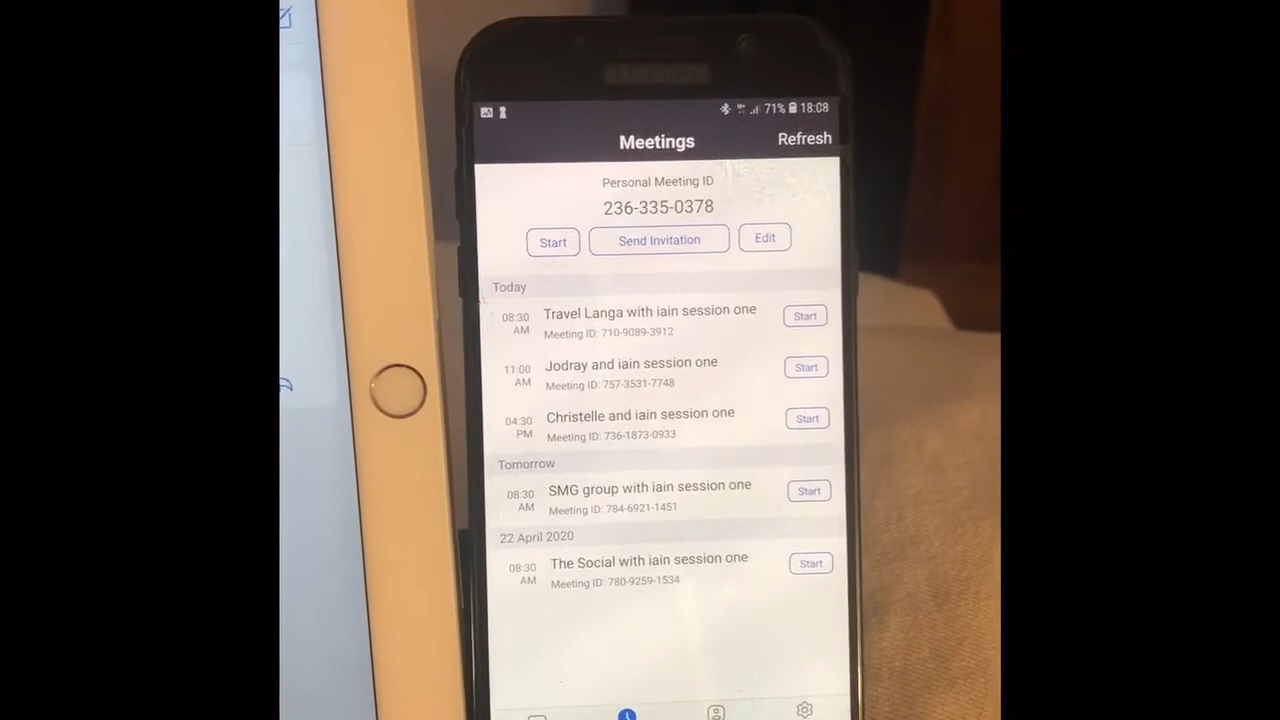 71% 18:08
Meetings
Refresh
Personal Meeting ID
236-335-0378
Start
Send Invitation
Edit
Today
08:30 AM
Travel Langa with iain session one
Meeting ID: 710-9089-3912
Start
11:00 AM
Jodray and iain session one
Meeting ID: 757-3531-7748
Start
04:30 PM
Christelle and iain session one
Meeting ID: 736-1873-0933
Start
Tomorrow
08:30 AM
SMG group with iain session one
Meeting ID: 784-6921-1451
Start
22 April 2020
08:30 AM
The Social with iain session one
Meeting ID: 780-9259-1534
Start